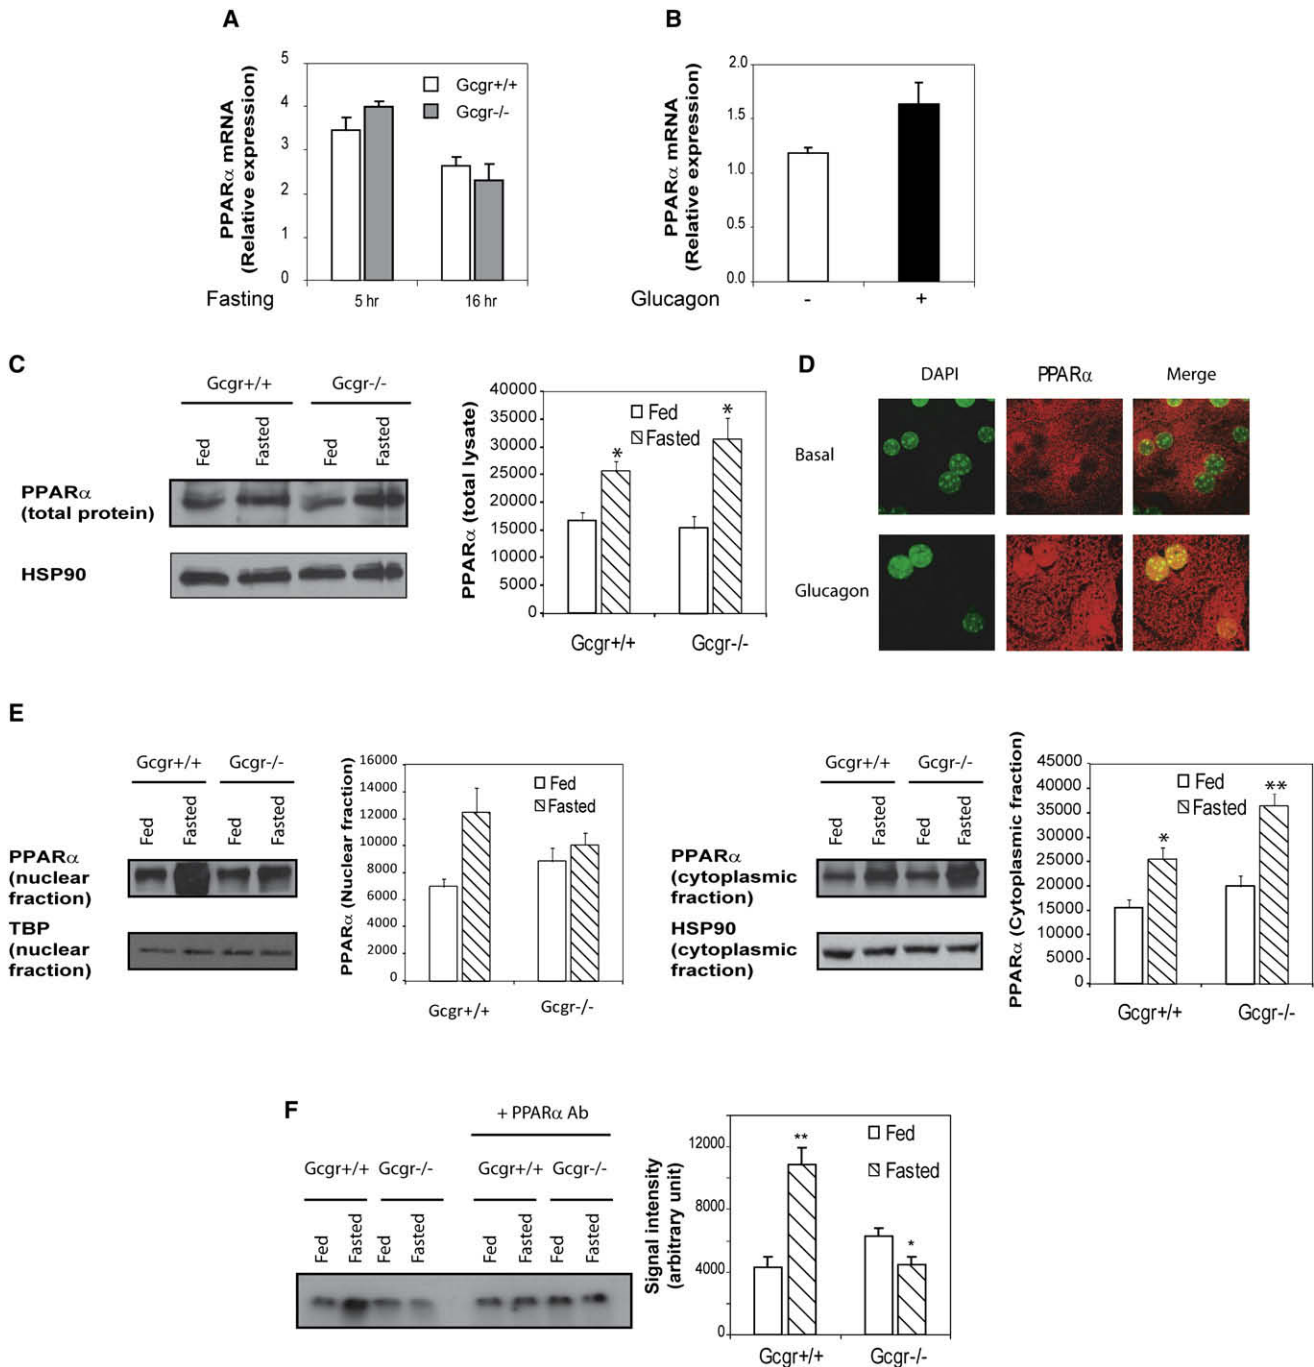 A
PPARα mRNA
(Relative expression)
5
4
3
2
1
0
Gcgr+/+
Gcgr-/-
Fasting
5 hr
16 hr
B
PPARα mRNA
(Relative expression)
2.0
1.5
1.0
0.5
0.0
Glucagon
-
+
C
Gcgr+/+
Gcgr-/-
Fed
Fasted
Fed
Fasted
PPARα
(total protein)
HSP90
PPARα (total lysate)
40000
35000
30000
25000
20000
15000
10000
5000
0
Fed
Fasted
*
*
Gcgr+/+
Gcgr-/-
D
DAPI
PPARα
Merge
Basal
Glucagon
E
Gcgr+/+
Gcgr-/-
Fed
Fasted
Fed
Fasted
PPARα
(nuclear
fraction)
TBP
(nuclear
fraction)
PPARα (Nuclear fraction)
16000
14000
12000
10000
8000
6000
4000
2000
0
Fed
Fasted
Gcgr+/+
Gcgr-/-
Gcgr+/+
Gcgr-/-
Fed
Fasted
Fed
Fasted
PPARα
(cytoplasmic
fraction)
HSP90
(cytoplasmic
fraction)
PPARα (Cytoplasmic fraction)
45000
40000
35000
30000
25000
20000
15000
10000
5000
0
Fed
Fasted
*
**
Gcgr+/+
Gcgr-/-
F
+ PPARα Ab
Gcgr+/+
Gcgr-/-
Gcgr+/+
Gcgr-/-
Fed
Fasted
Fed
Fasted
Fed
Fasted
Fed
Fasted
Signal intensity
(arbitrary unit)
12000
8000
4000
0
Fed
Fasted
**
*
Gcgr+/+
Gcgr-/-